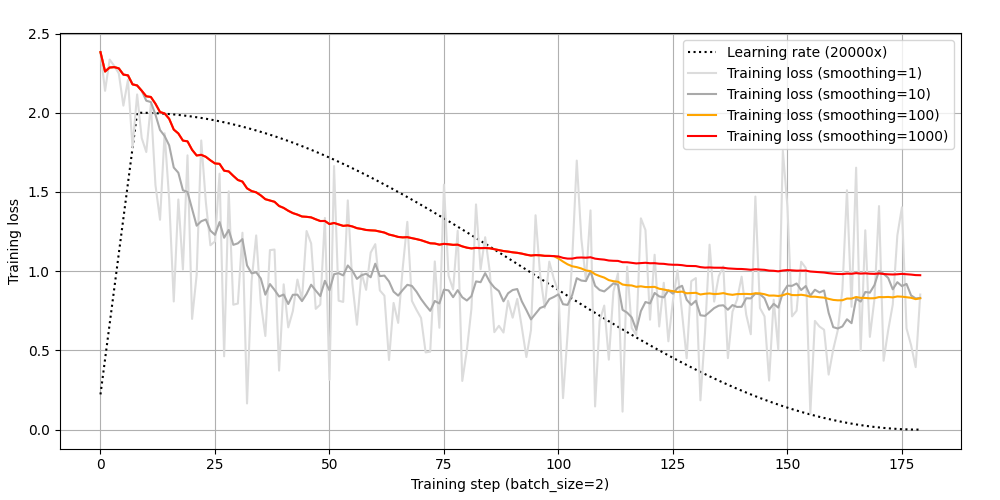 2.5
2.0
1.5
1.0
0.5
0.0
Training loss
Learning rate (20000x)
Training loss (smoothing=1)
Training loss (smoothing=10)
Training loss (smoothing=100)
Training loss (smoothing=1000)
0 25 50 75 100 125 150 175
Training step (batch_size=2)